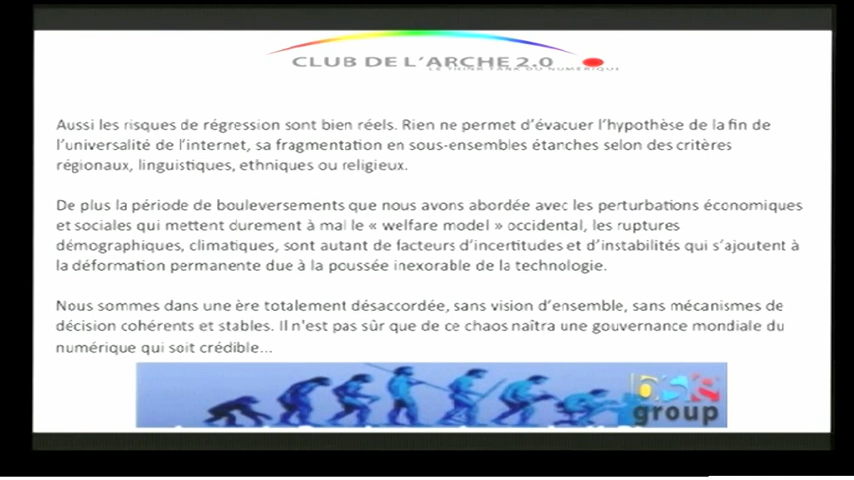 CLUB DE L'ARCHE 2.0
LE THINK TANK DU NUMERIQUE
Aussi les risques de régression sont bien réels. Rien ne permet d'évacuer l'hypothèse de la fin de
l'universalité de l'internet, sa fragmentation en sous-ensembles étanches selon des critères
régionaux, linguistiques, ethniques ou religieux.
De plus la période de bouleversements que nous avons abordée avec les perturbations économiques
et sociales qui mettent durement à mal le « welfare model » occidental, les ruptures
démographiques, climatiques, sont autant de facteurs d'incertitudes et d'instabilités qui s'ajoutent à
la déformation permanente due à la poussée inexorable de la technologie.
Nous sommes dans une ère totalement désaccordée, sans vision d'ensemble, sans mécanismes de
décision cohérents et stables. Il n'est pas sûr que de ce chaos naîtra une gouvernance mondiale du
numérique qui soit crédible...
group